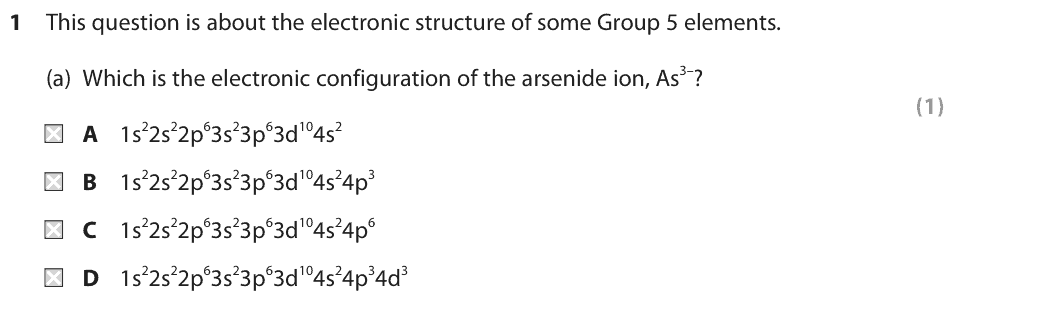 1 This question is about the electronic structure of some Group 5 elements.
(a) Which is the electronic configuration of the arsenide ion, As³⁻?
(1)
A 1s²2s²2p⁶3s²3p⁶3d¹⁰4s²
B 1s²2s²2p⁶3s²3p⁶3d¹⁰4s²4p³
C 1s²2s²2p⁶3s²3p⁶3d¹⁰4s²4p⁶
D 1s²2s²2p⁶3s²3p⁶3d¹⁰4s²4p³4d³